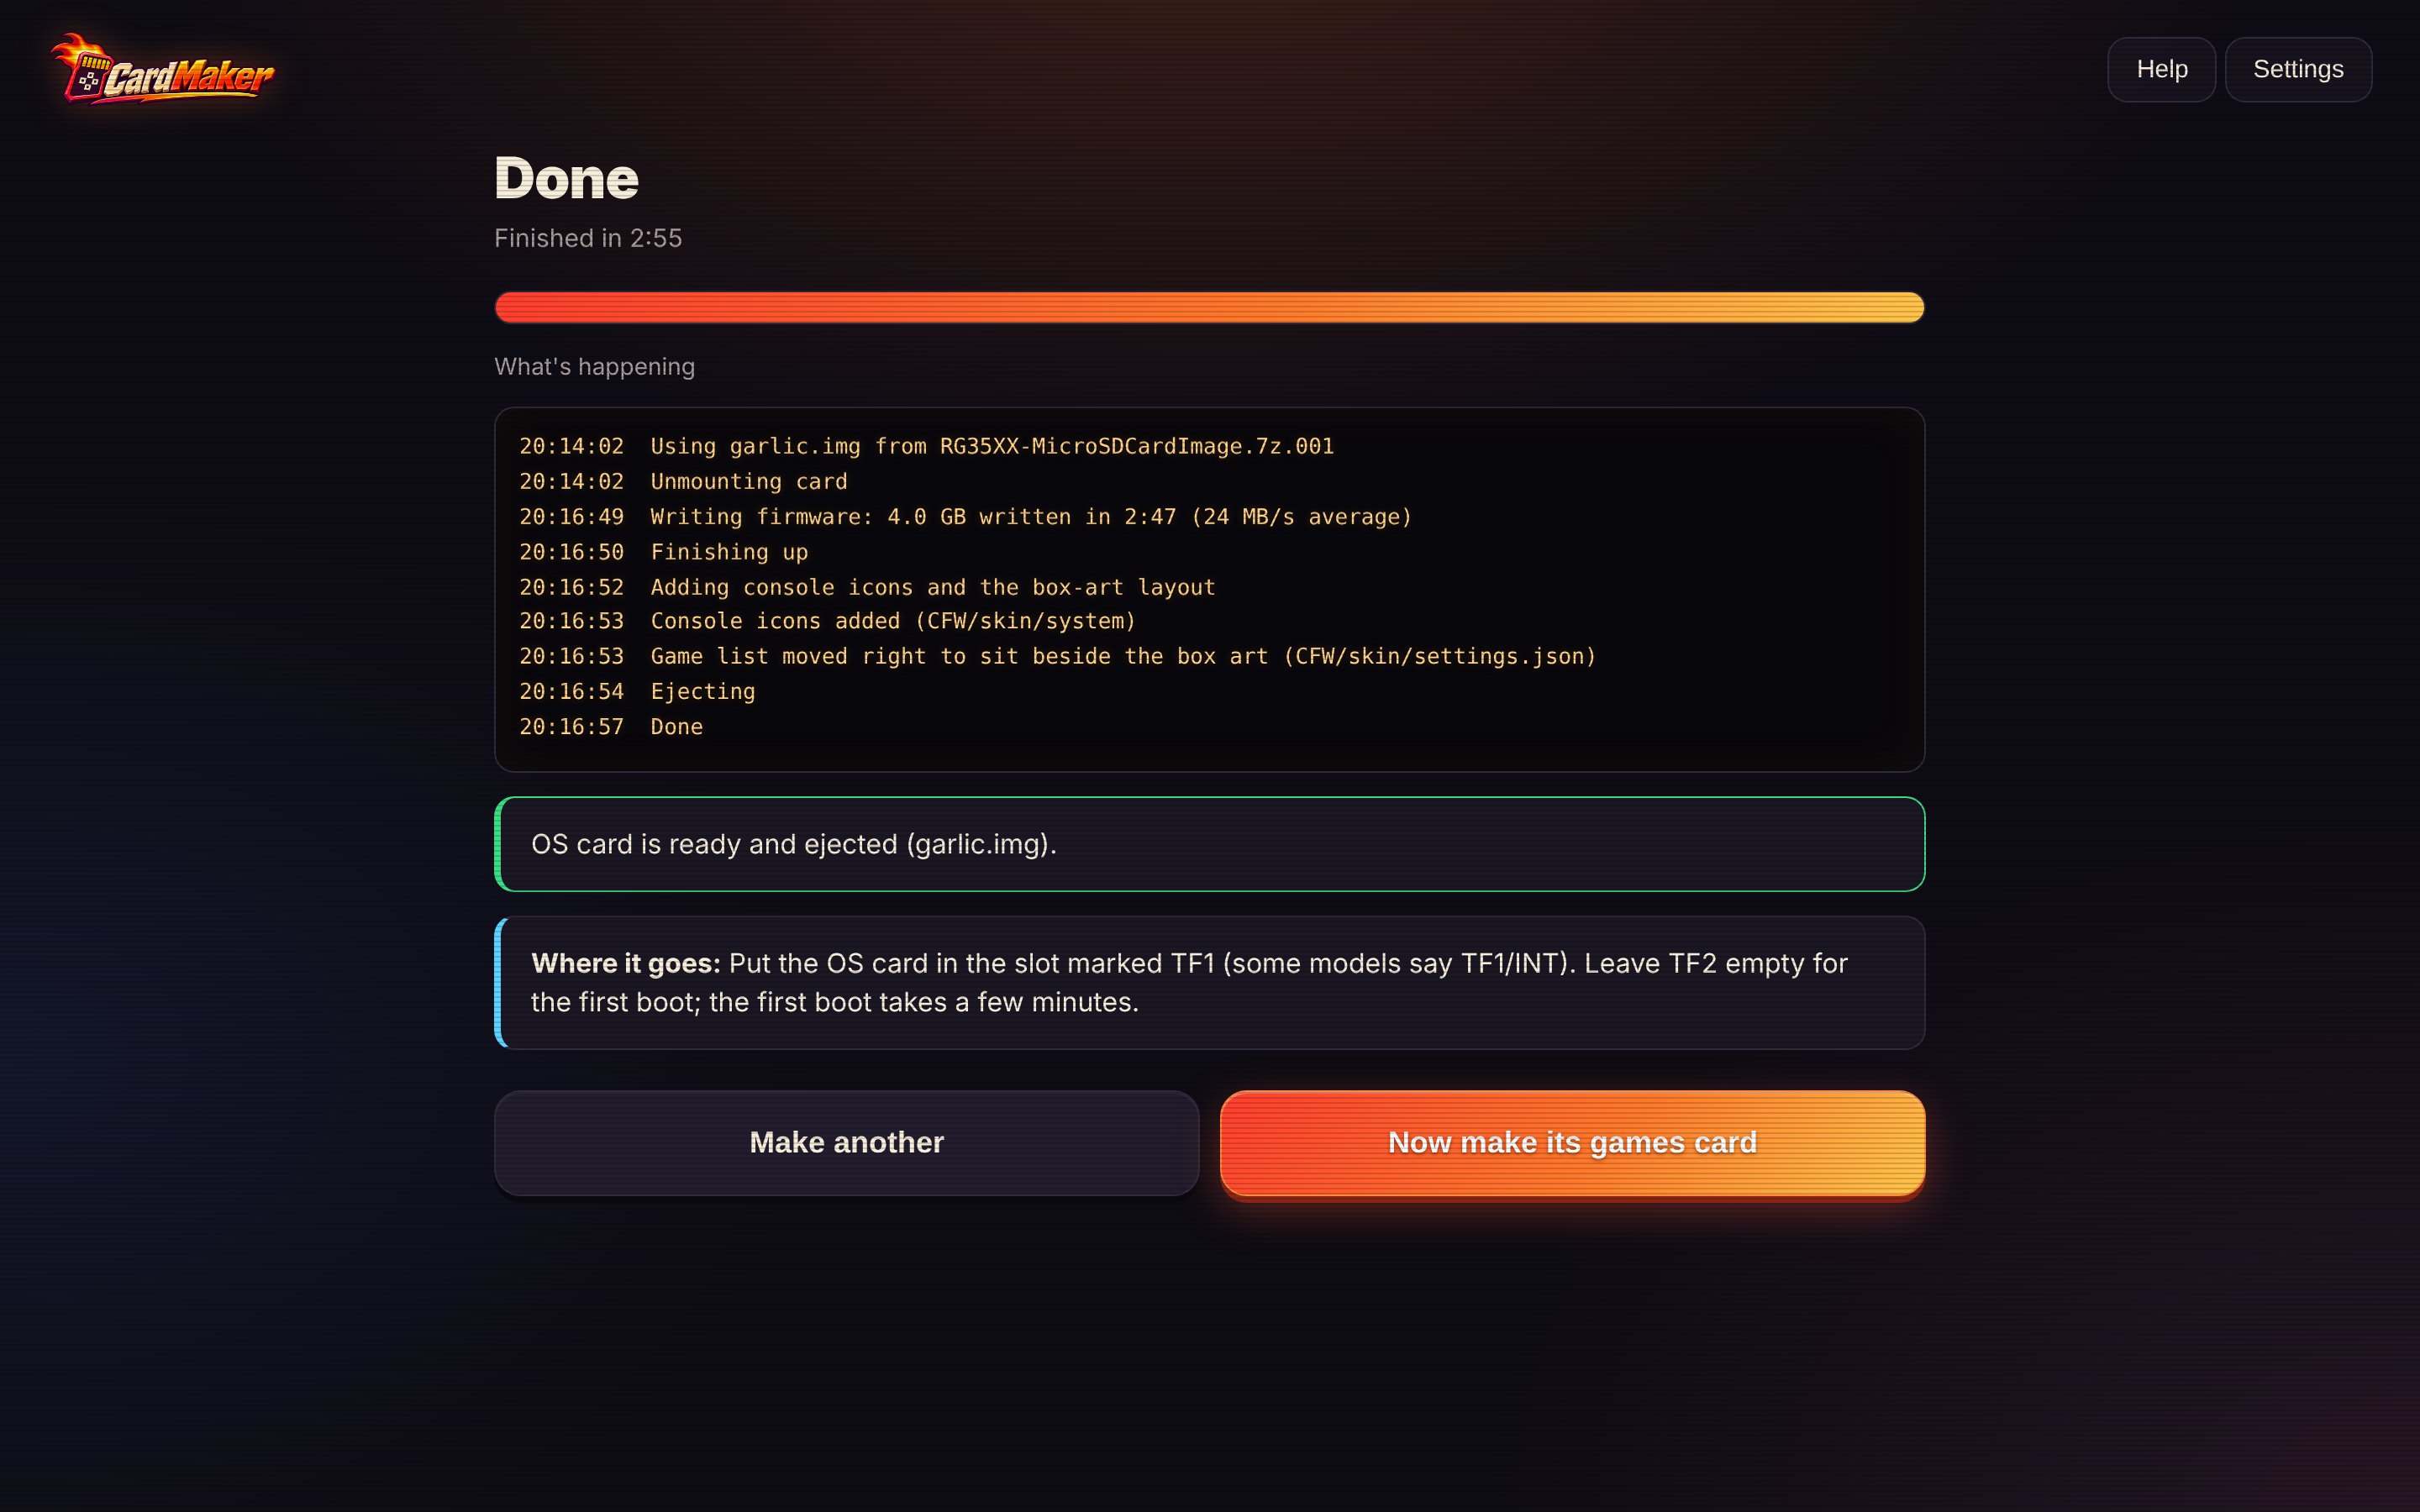 CardMaker
Help
Settings
Done
Finished in 2:55
What's happening
20:14:02 Using garlic.img from RG35XX-MicroSDCardImage.7z.001
20:14:02 Unmounting card
20:16:49 Writing firmware: 4.0 GB written in 2:47 (24 MB/s average)
20:16:50 Finishing up
20:16:52 Adding console icons and the box-art layout
20:16:53 Console icons added (CFW/skin/system)
20:16:53 Game list moved right to sit beside the box art (CFW/skin/settings.json)
20:16:54 Ejecting
20:16:57 Done
OS card is ready and ejected (garlic.img).
Where it goes: Put the OS card in the slot marked TF1 (some models say TF1/INT). Leave TF2 empty for
the first boot; the first boot takes a few minutes.
Make another
Now make its games card